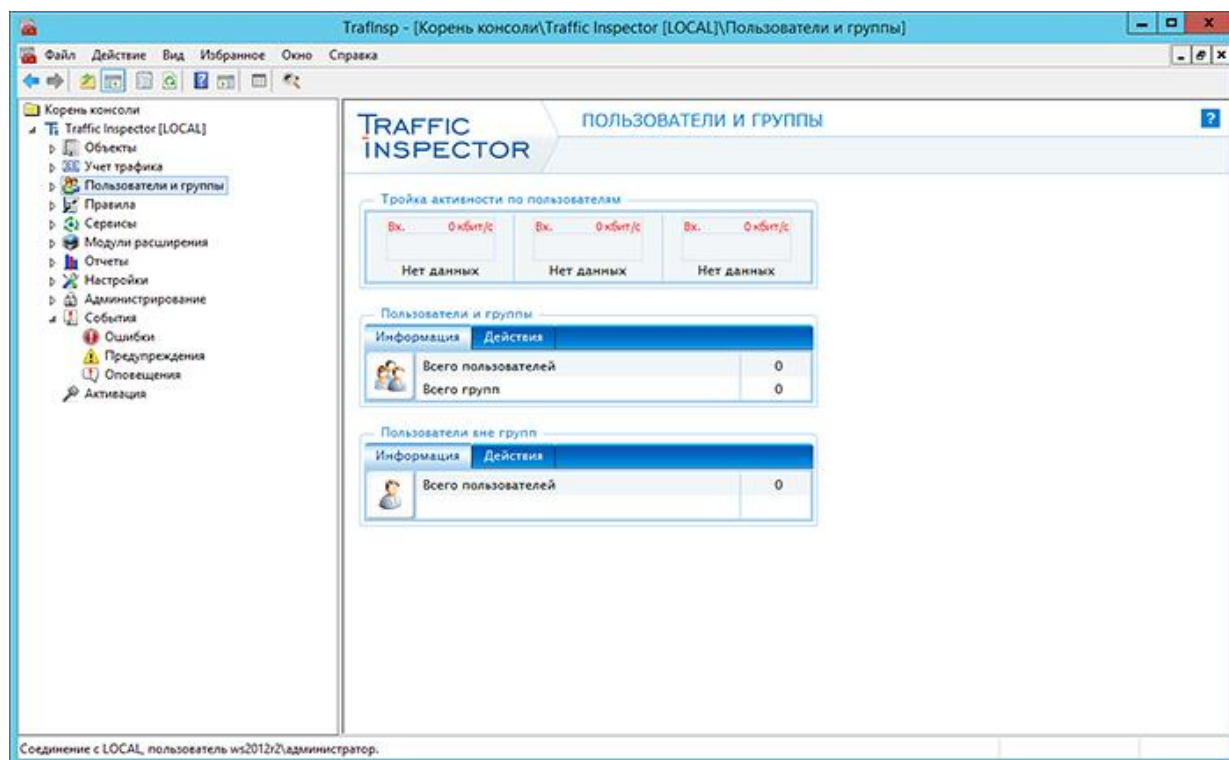 TrafInsp - [Корень консоли\Traffic Inspector [LOCAL]\Пользователи и группы]
Файл Действие Вид Избранное Окно Справка
Корень консоли
Traffic Inspector [LOCAL]
Объекты
Учет трафика
Пользователи и группы
Правила
Сервисы
Модули расширения
Отчеты
Настройки
Администрирование
События
Ошибки
Предупреждения
Оповещения
Активация
TRAFFIC
INSPECTOR
ПОЛЬЗОВАТЕЛИ И ГРУППЫ
Тройка активности по пользователям
Вх. 0 кбит/с Вх. 0 кбит/с Вх. 0 кбит/с
Нет данных Нет данных Нет данных
Пользователи и группы
Информация Действия
Всего пользователей 0
Всего групп 0
Пользователи вне групп
Информация Действия
Всего пользователей 0
Соединение с LOCAL, пользователь ws2012r2\администратор.